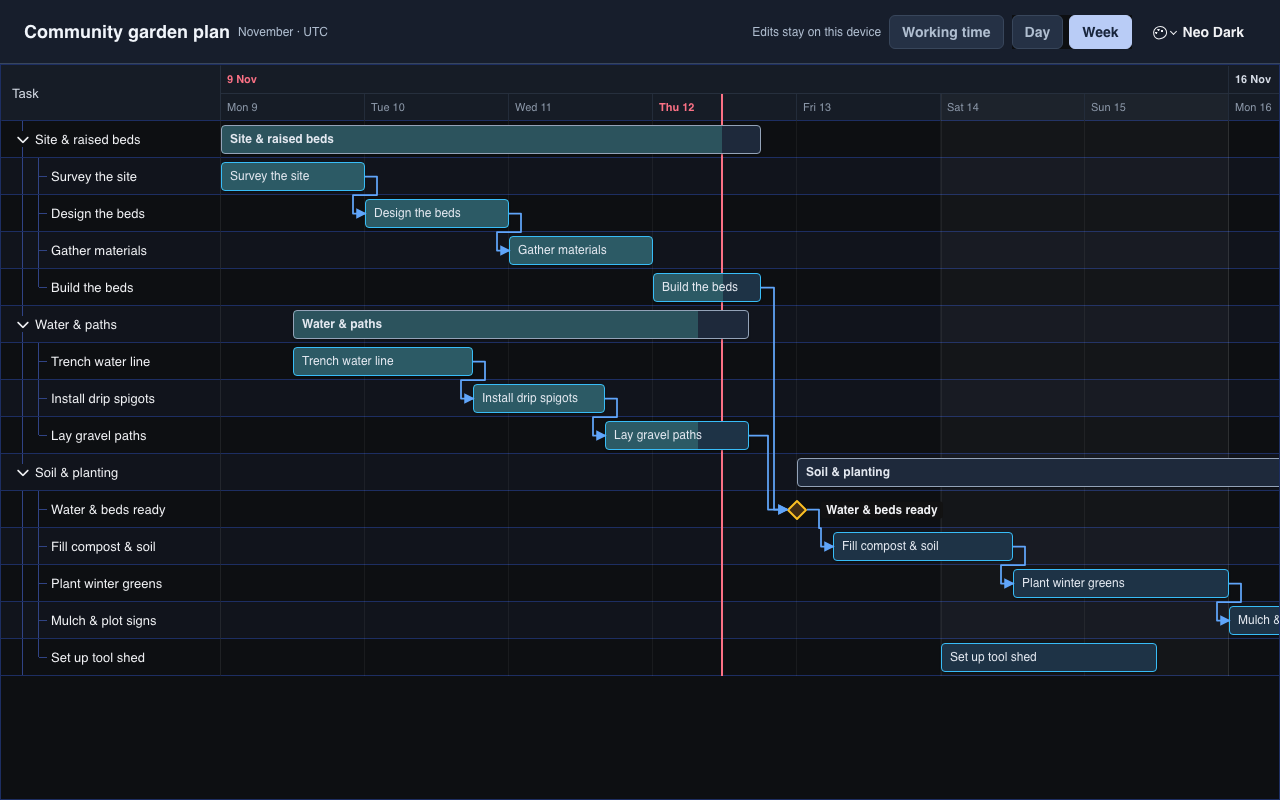 Community garden plan November · UTC
Edits stay on this device Working time Day Week Neo Dark
Task
9 Nov 16 Nov
Mon 9 Tue 10 Wed 11 Thu 12 Fri 13 Sat 14 Sun 15 Mon 16
Site & raised beds Site & raised beds
Survey the site Survey the site
Design the beds Design the beds
Gather materials Gather materials
Build the beds Build the beds
Water & paths Water & paths
Trench water line Trench water line
Install drip spigots Install drip spigots
Lay gravel paths Lay gravel paths
Soil & planting Soil & planting
Water & beds ready Water & beds ready
Fill compost & soil Fill compost & soil
Plant winter greens Plant winter greens
Mulch & plot signs Mulch &
Set up tool shed Set up tool shed